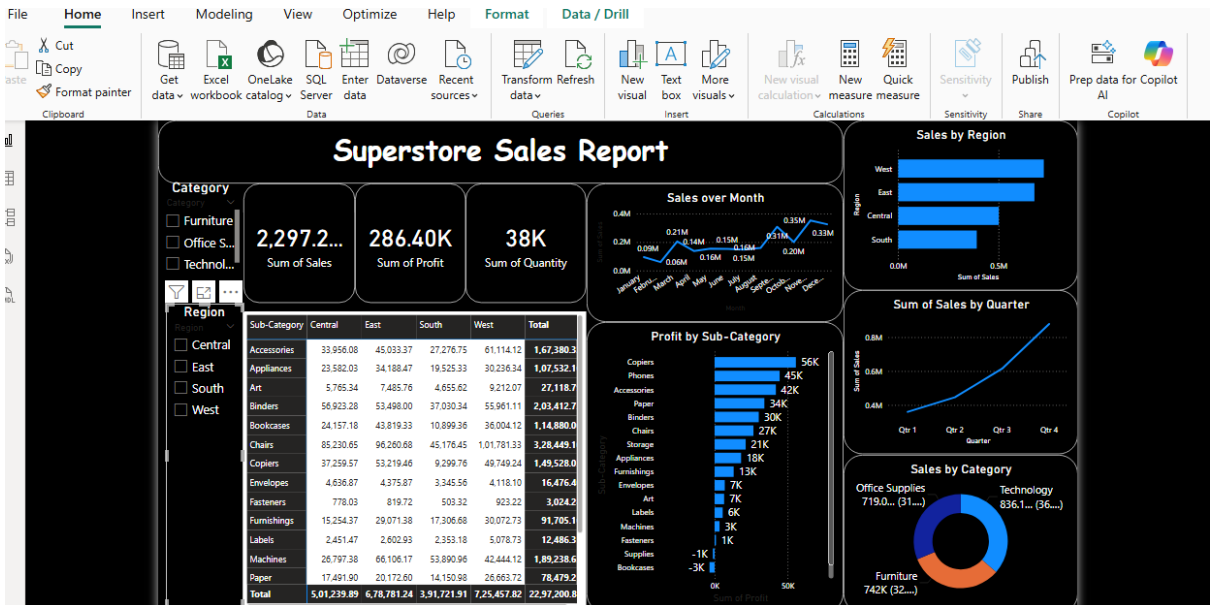 File Home Insert Modeling View Optimize Help Format Data / Drill
Cut
Copy
Format painter
Clipboard
Get data
Excel workbook
OneLake catalog
SQL Server
Enter data
Dataverse
Recent sources
Data
Transform data
Refresh
Queries
New visual
Text box
More visuals
Insert
New visual calculation
New measure
Quick measure
Calculations
Sensitivity
Sensitivity
Publish
Share
Prep data for AI
Copilot
Copilot
Superstore Sales Report
Category
Category
Furniture
Office S...
Technol...
Region
Region
Central
East
South
West
2,297.2...
Sum of Sales
286.40K
Sum of Profit
38K
Sum of Quantity
Sub-Category Central East South West Total
Accessories 33,956.08 45,033.37 27,276.75 61,114.12 1,67,380.3
Appliances 23,582.03 34,188.47 19,525.33 30,236.34 1,07,532.1
Art 5,765.34 7,485.76 4,655.62 9,212.07 27,118.7
Binders 56,923.28 53,498.00 37,030.34 55,961.11 2,03,412.7
Bookcases 24,157.18 43,819.33 10,899.36 36,004.12 1,14,880.0
Chairs 85,230.65 96,260.68 45,176.45 1,01,781.33 3,28,449.1
Copiers 37,259.57 53,219.46 9,299.76 49,749.24 1,49,528.0
Envelopes 4,636.87 4,375.87 3,345.56 4,118.10 16,476.4
Fasteners 778.03 819.72 503.32 923.22 3,024.2
Furnishings 15,254.37 29,071.38 17,306.68 30,072.73 91,705.1
Labels 2,451.47 2,602.93 2,353.18 5,078.73 12,486.3
Machines 26,797.38 66,106.17 53,890.96 42,444.12 1,89,238.6
Paper 17,491.90 20,172.60 14,150.98 26,663.72 78,479.2
Total 5,01,239.89 6,78,781.24 3,91,721.91 7,25,457.82 22,97,200.8
Sales over Month
Sum of Sales
0.4M
0.2M
0.0M
0.09M
0.06M
0.21M
0.14M
0.16M
0.15M
0.15M
0.16M
0.31M
0.20M
0.35M
0.33M
January
Febru...
March
April
May
June
July
August
Septe...
Octob...
Nove...
Dece...
Month
Profit by Sub-Category
Sub-Category
Copiers 56K
Phones 45K
Accessories 42K
Paper 34K
Binders 30K
Chairs 27K
Storage 21K
Appliances 18K
Furnishings 13K
Envelopes 7K
Art 7K
Labels 6K
Machines 3K
Fasteners 1K
Supplies -1K
Bookcases -3K
0K 50K
Sum of Profit
Sales by Region
Region
West
East
Central
South
0.0M 0.5M
Sum of Sales
Sum of Sales by Quarter
Sum of Sales
0.8M
0.6M
0.4M
Qtr 1 Qtr 2 Qtr 3 Qtr 4
Quarter
Sales by Category
Office Supplies
719.0... (31....)
Technology
836.1... (36....)
Furniture
742K (32....)